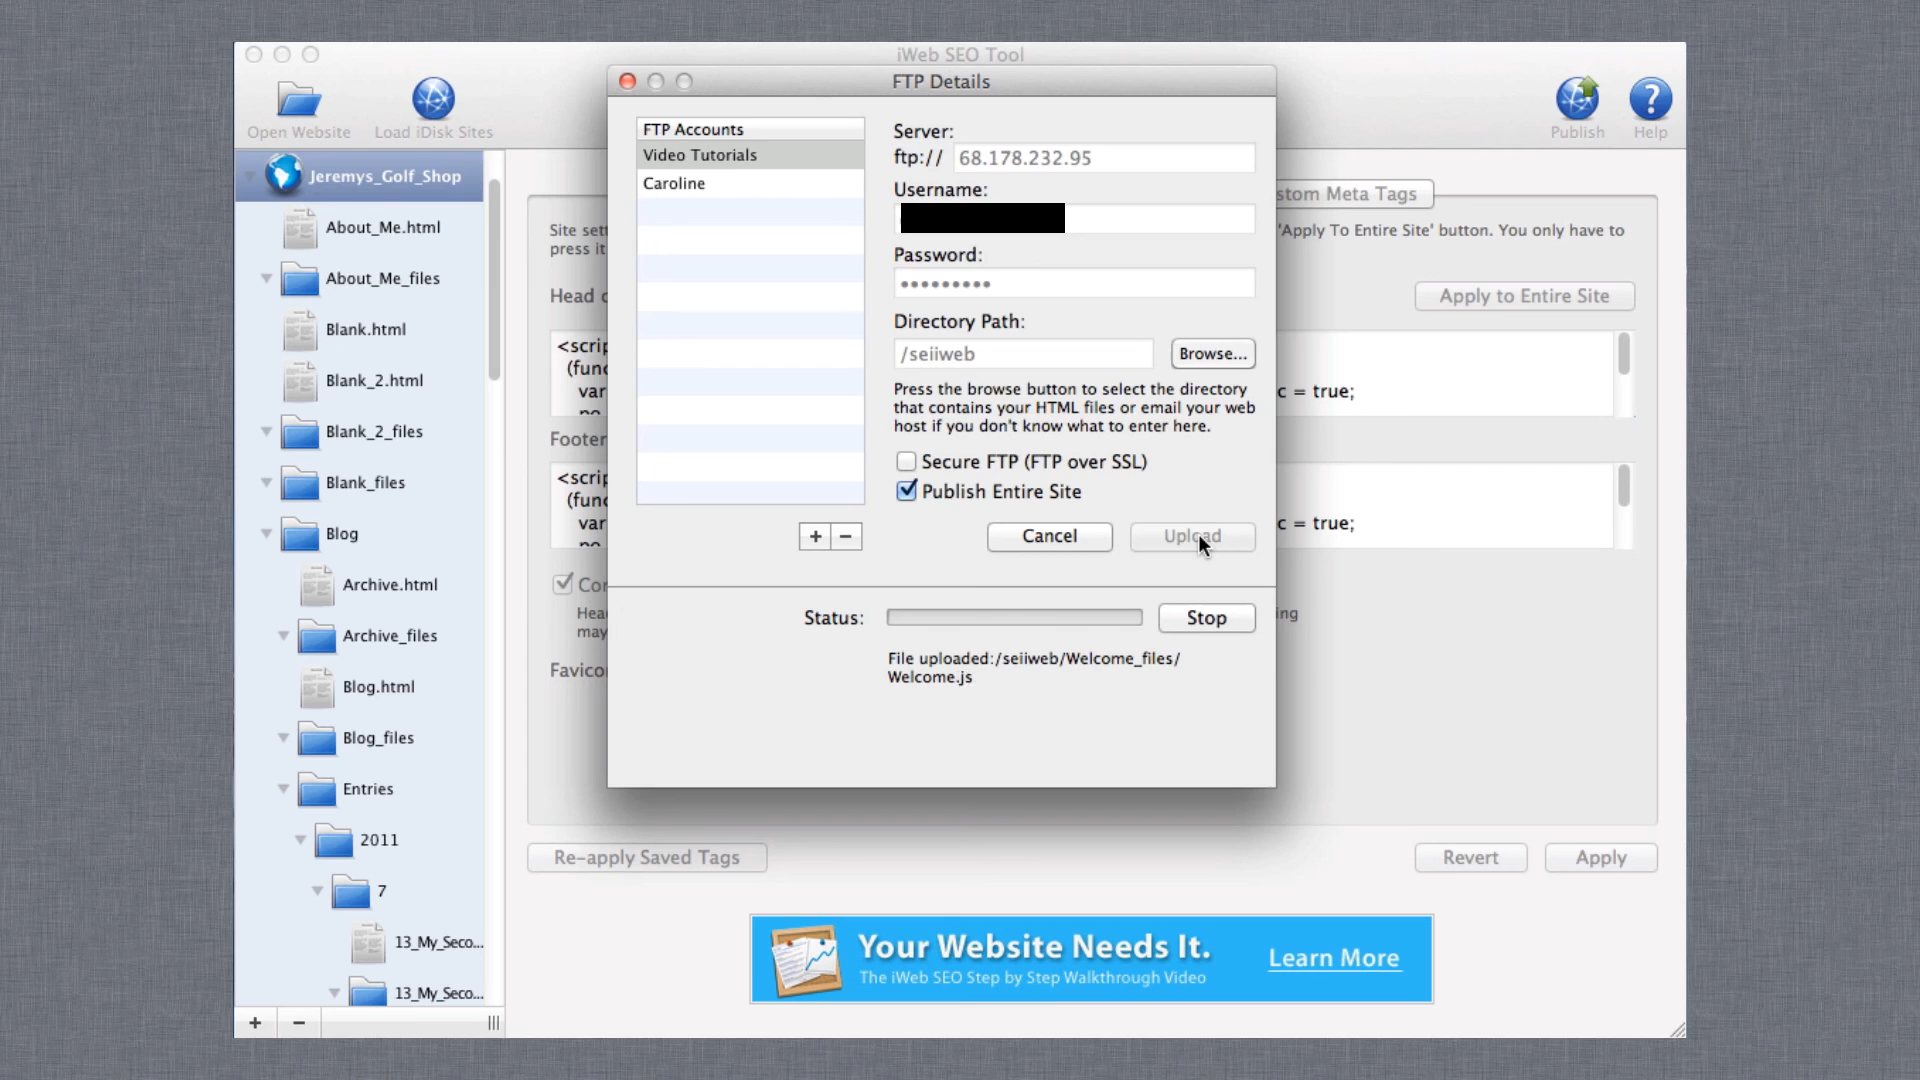 iWeb SEO Tool
FTP Details
Open Website
Load iDisk Sites
Publish
Help
Jeremys_Golf_Shop
About_Me.html
About_Me_files
Blank.html
Blank_2.html
Blank_2_files
Blank_files
Blog
Archive.html
Archive_files
Blog.html
Blog_files
Entries
2011
7
13_My_Seco...
13_My_Seco...
FTP Accounts
Video Tutorials
Caroline
Server:
ftp:// 68.178.232.95
Username:
Password:
•••••••••
Directory Path:
/seiiweb
Browse...
Press the browse button to select the directory
that contains your HTML files or email your web
host if you don't know what to enter here.
Secure FTP (FTP over SSL)
Publish Entire Site
+ −
Cancel
Upload
Status:
Stop
File uploaded:/seiiweb/Welcome_files/
Welcome.js
stom Meta Tags
Site set
'Apply To Entire Site' button. You only have to
press it
Head
Apply to Entire Site
<scrip
(func
var
c = true;
Footer
<scrip
(func
var
c = true;
Hea
ing
may
Favico
Re-apply Saved Tags
Revert
Apply
Your Website Needs It.
The iWeb SEO Step by Step Walkthrough Video
Learn More
+ −